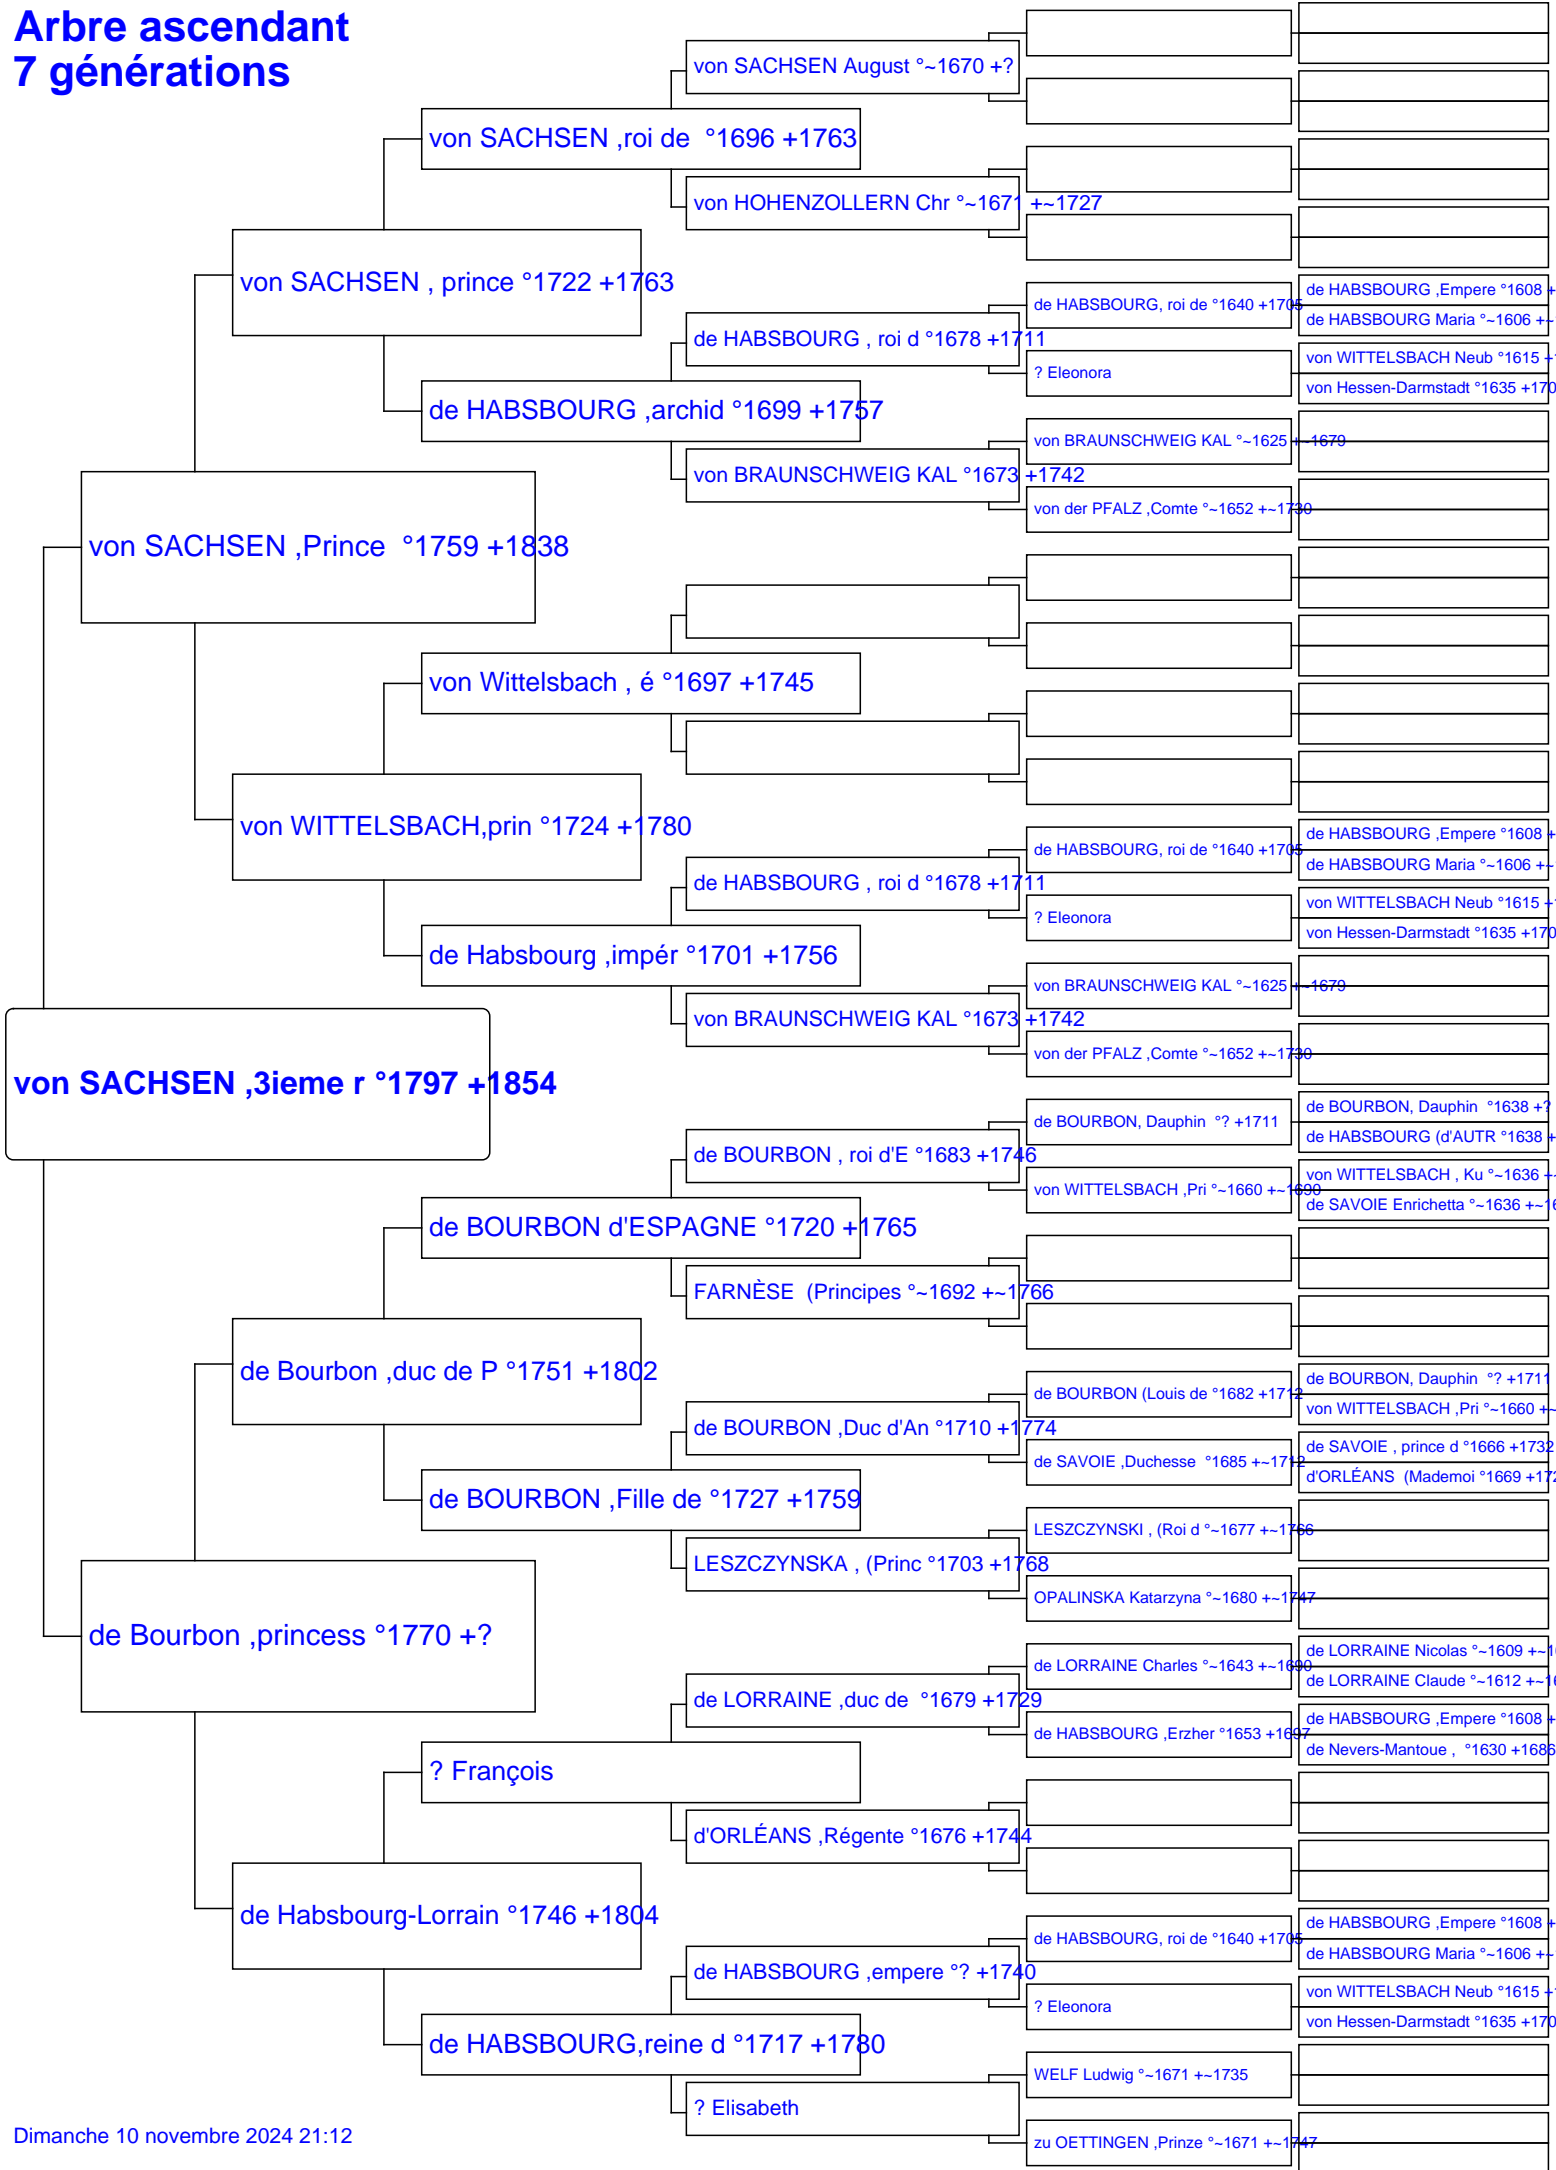 Arbre ascendant
7 générations
von SACHSEN ,3ieme r °1797 +1854
von SACHSEN ,Prince °1759 +1838
de Bourbon ,princess °1770 +?
von SACHSEN , prince °1722 +1763
von WITTELSBACH,prin °1724 +1780
de Bourbon ,duc de P °1751 +1802
de Habsbourg-Lorrain °1746 +1804
von SACHSEN ,roi de °1696 +1763
de HABSBOURG ,archid °1699 +1757
von Wittelsbach , é °1697 +1745
de Habsbourg ,impér °1701 +1756
de BOURBON d'ESPAGNE °1720 +1765
de BOURBON ,Fille de °1727 +1759
? François
de HABSBOURG,reine d °1717 +1780
von SACHSEN August °~1670 +?
von HOHENZOLLERN Chr °~1671 +~1727
de HABSBOURG , roi d °1678 +1711
von BRAUNSCHWEIG KAL °1673 +1742
de HABSBOURG , roi d °1678 +1711
von BRAUNSCHWEIG KAL °1673 +1742
de BOURBON , roi d'E °1683 +1746
FARNÈSE (Principes °~1692 +~1766
de BOURBON ,Duc d'An °1710 +1774
LESZCZYNSKA , (Princ °1703 +1768
de LORRAINE ,duc de °1679 +1729
d'ORLÉANS ,Régente °1676 +1744
de HABSBOURG ,empere °? +1740
? Elisabeth
de HABSBOURG, roi de °1640 +1705
? Eleonora
von BRAUNSCHWEIG KAL °~1625 +~1679
von der PFALZ ,Comte °~1652 +~1730
de HABSBOURG, roi de °1640 +1705
? Eleonora
von BRAUNSCHWEIG KAL °~1625 +~1679
von der PFALZ ,Comte °~1652 +~1730
de BOURBON, Dauphin °? +1711
von WITTELSBACH ,Pri °~1660 +~1690
de BOURBON (Louis de °1682 +1712
de SAVOIE ,Duchesse °1685 +~1712
LESZCZYNSKI , (Roi d °~1677 +~1766
OPALINSKA Katarzyna °~1680 +~1747
de LORRAINE Charles °~1643 +~1690
de HABSBOURG ,Erzher °1653 +1697
de HABSBOURG, roi de °1640 +1705
? Eleonora
WELF Ludwig °~1671 +~1735
zu OETTINGEN ,Prinze °~1671 +~1747
de HABSBOURG ,Empere °1608 +
de HABSBOURG Maria °~1606 +~
von WITTELSBACH Neub °1615 +
von Hessen-Darmstadt °1635 +170
de HABSBOURG ,Empere °1608 +
de HABSBOURG Maria °~1606 +~
von WITTELSBACH Neub °1615 +
von Hessen-Darmstadt °1635 +170
de BOURBON, Dauphin °1638 +?
de HABSBOURG (d'AUTR °1638 +
von WITTELSBACH , Ku °~1636 +~
de SAVOIE Enrichetta °~1636 +~16
de BOURBON, Dauphin °? +1711
von WITTELSBACH ,Pri °~1660 +~
de SAVOIE , prince d °1666 +1732
d'ORLÉANS (Mademoi °1669 +172
de LORRAINE Nicolas °~1609 +~1
de LORRAINE Claude °~1612 +~16
de HABSBOURG ,Empere °1608 +
de Nevers-Mantoue , °1630 +1686
de HABSBOURG ,Empere °1608 +
de HABSBOURG Maria °~1606 +~
von WITTELSBACH Neub °1615 +
von Hessen-Darmstadt °1635 +170
Dimanche 10 novembre 2024 21:12